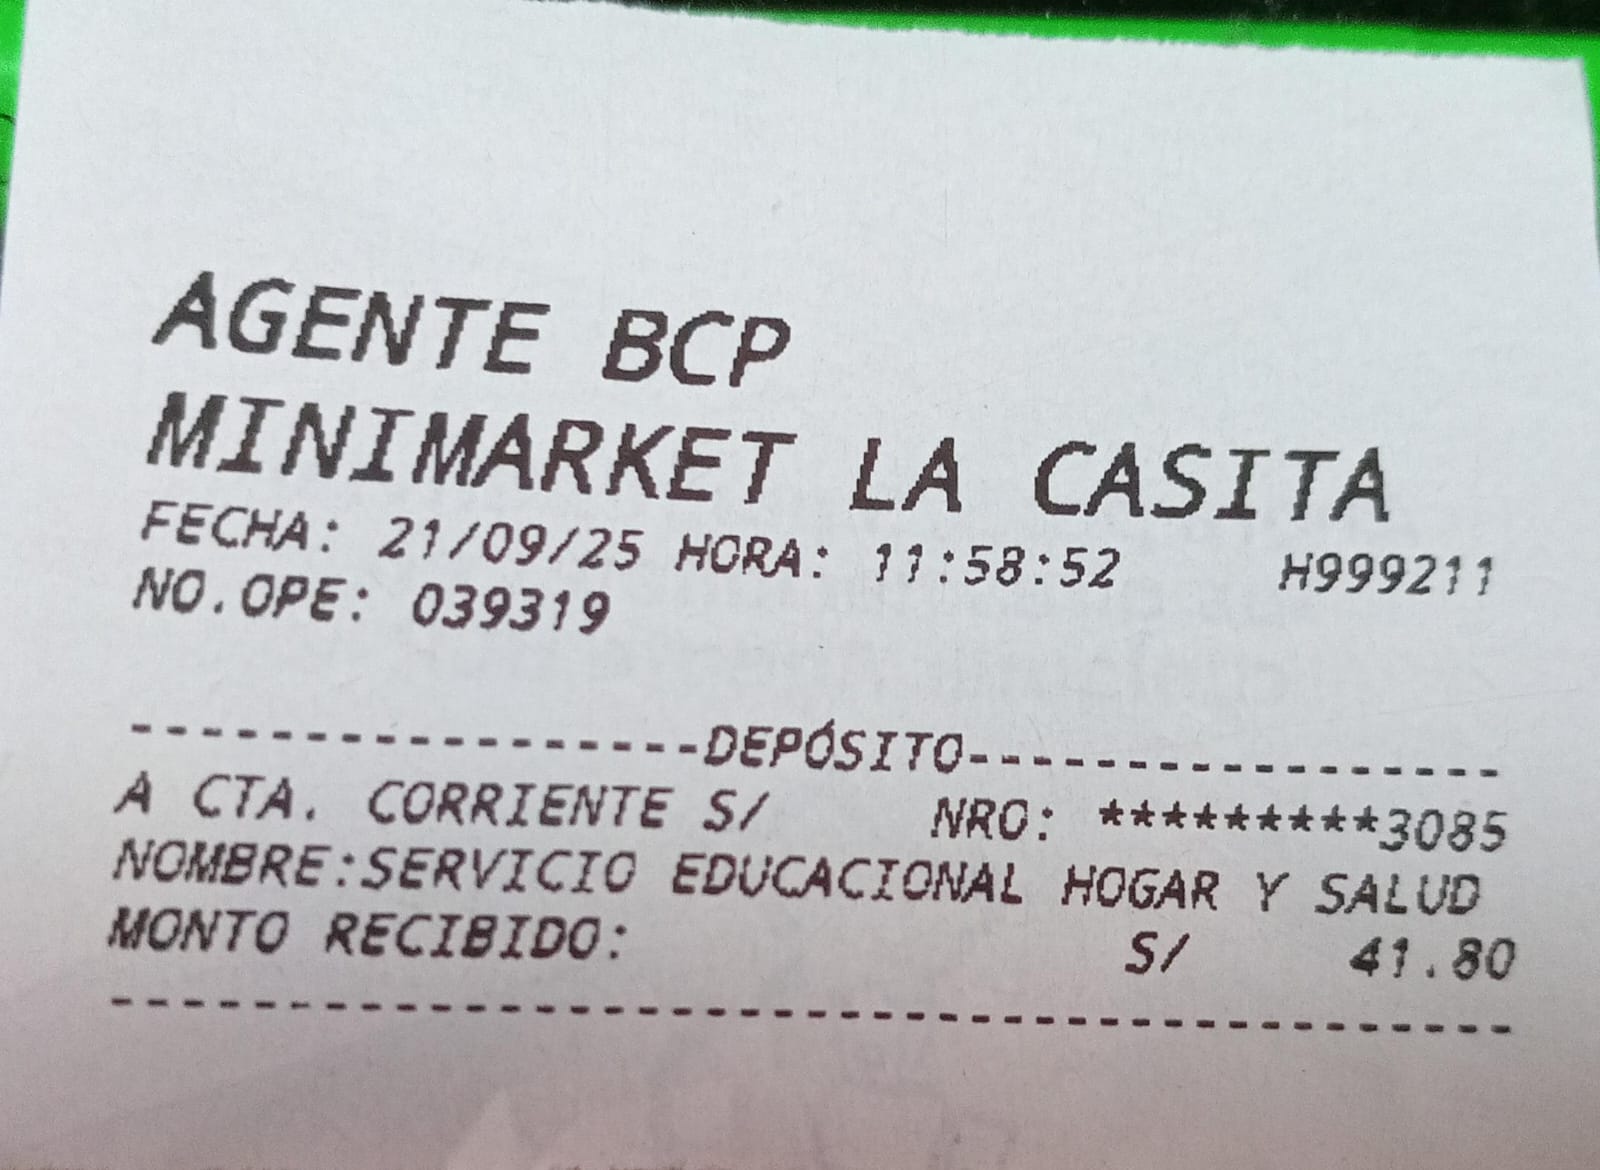 AGENTE BCP
MINIMARKET LA CASITA
FECHA: 21/09/25 HORA: 11:58:52 H999211
NO.OPE: 039319
------------------DEPÓSITO------------------
A CTA. CORRIENTE S/ NRO: *********3085
NOMBRE:SERVICIO EDUCACIONAL HOGAR Y SALUD
MONTO RECIBIDO: S/ 41.80
--------------------------------------------